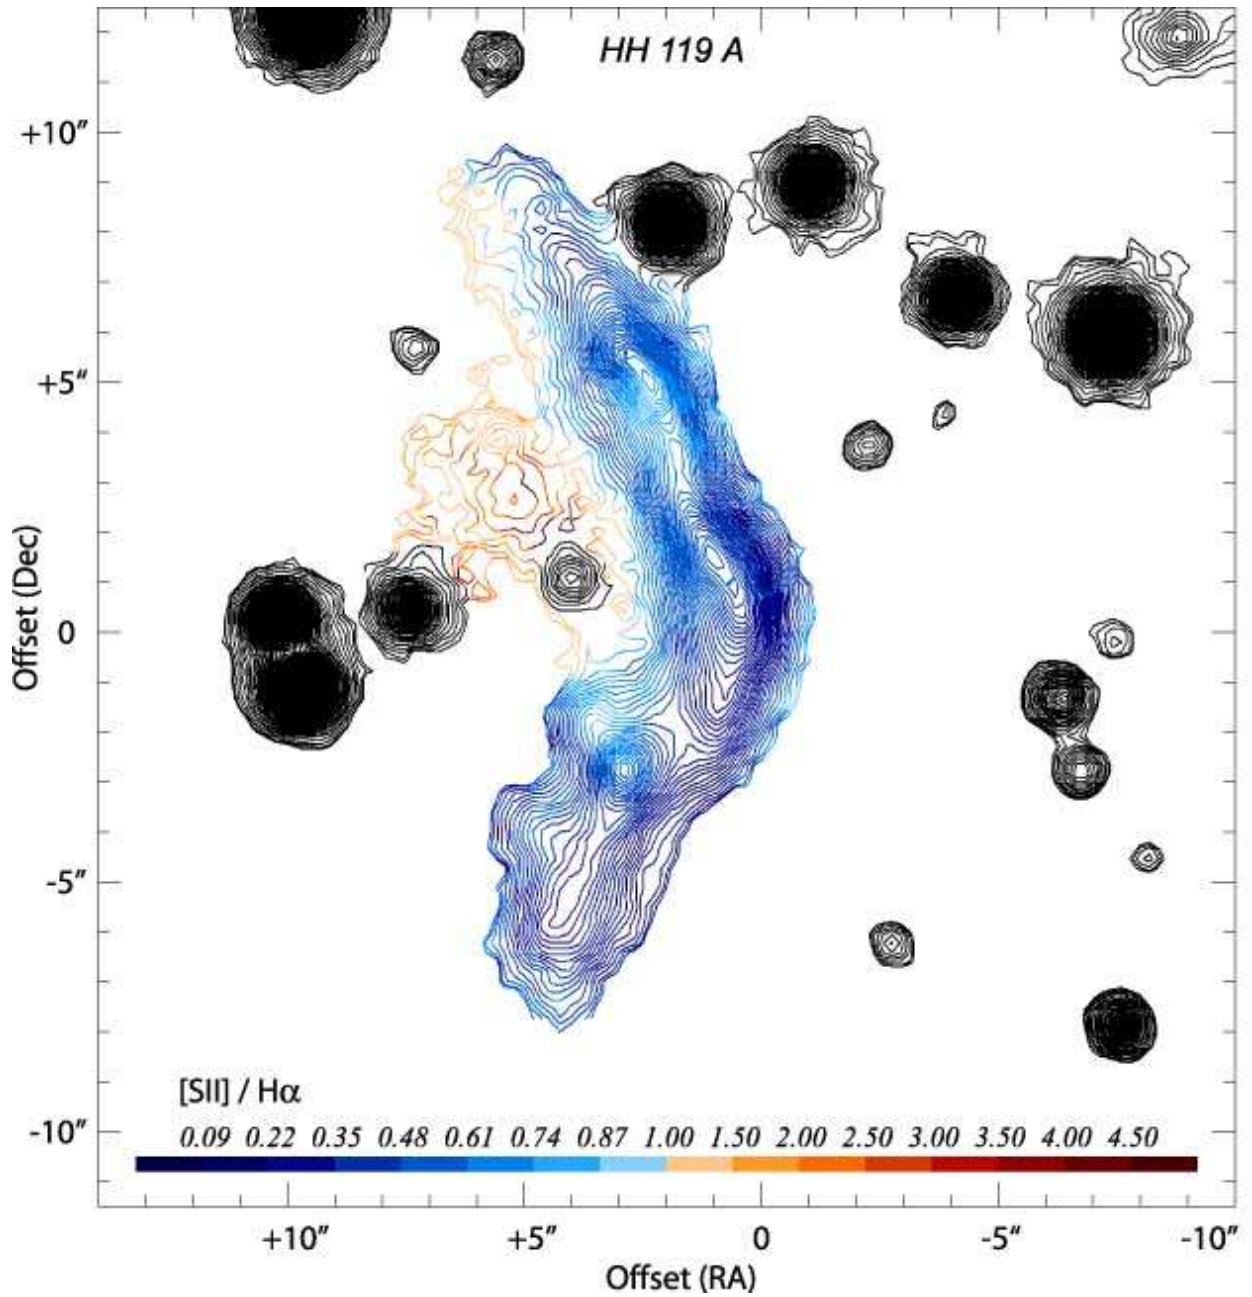 HH 119 A
+10"
+5"
0
-5"
-10"
Offset (Dec)
[SII] / Hα
0.09 0.22 0.35 0.48 0.61 0.74 0.87 1.00 1.50 2.00 2.50 3.00 3.50 4.00 4.50
+10" +5" 0 -5" -10"
Offset (RA)